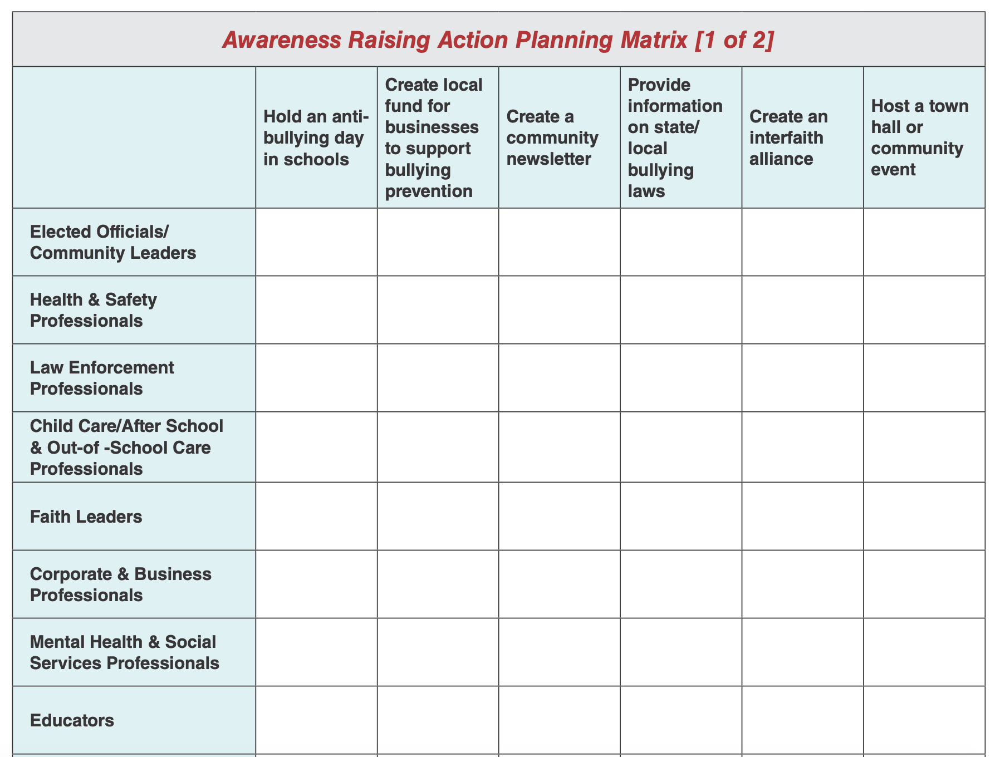 Awareness Raising Action Planning Matrix [1 of 2]
Hold an anti-
bullying day
in schools
Create local
fund for
businesses
to support
bullying
prevention
Create a
community
newsletter
Provide
information
on state/
local
bullying
laws
Create an
interfaith
alliance
Host a town
hall or
community
event
Elected Officials/
Community Leaders
Health & Safety
Professionals
Law Enforcement
Professionals
Child Care/After School
& Out-of -School Care
Professionals
Faith Leaders
Corporate & Business
Professionals
Mental Health & Social
Services Professionals
Educators